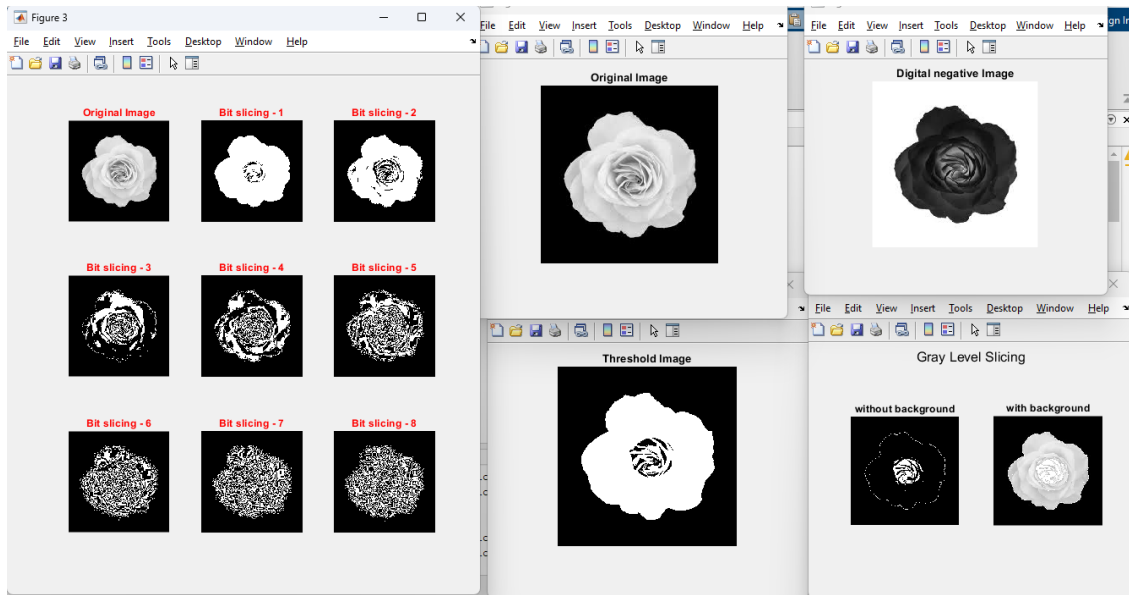 Figure 3
File Edit View Insert Tools Desktop Window Help
Original Image
Bit slicing - 1
Bit slicing - 2
Bit slicing - 3
Bit slicing - 4
Bit slicing - 5
Bit slicing - 6
Bit slicing - 7
Bit slicing - 8
File Edit View Insert Tools Desktop Window Help
Original Image
Threshold Image
File Edit View Insert Tools Desktop Window Help
Digital negative Image
File Edit View Insert Tools Desktop Window Help
Gray Level Slicing
without background
with background